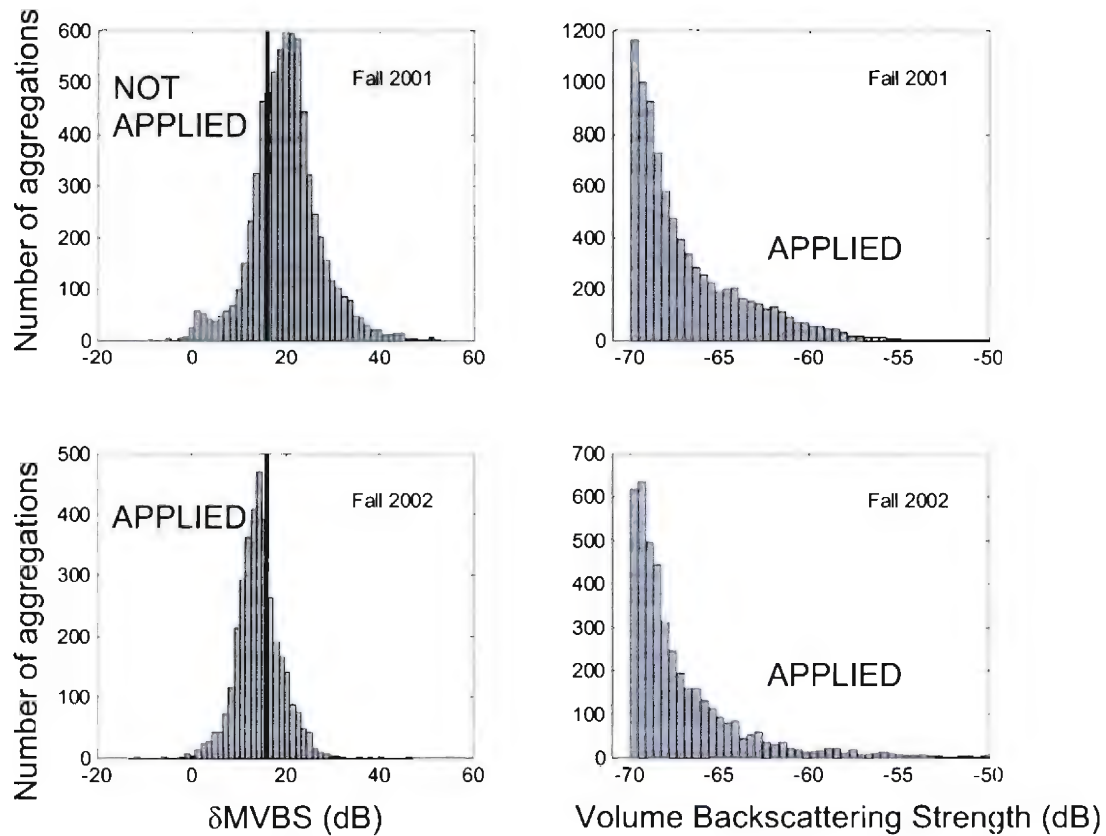 Number of aggregations
600
500
400
300
200
100
0
NOT
APPLIED
Fall 2001
-20 0 20 40 60
1200
1000
800
600
400
200
0
Fall 2001
APPLIED
-70 -65 -60 -55 -50
Number of aggregations
500
400
300
200
100
0
APPLIED
Fall 2002
-20 0 20 40 60
δMVBS (dB)
700
600
500
400
300
200
100
0
Fall 2002
APPLIED
-70 -65 -60 -55 -50
Volume Backscattering Strength (dB)